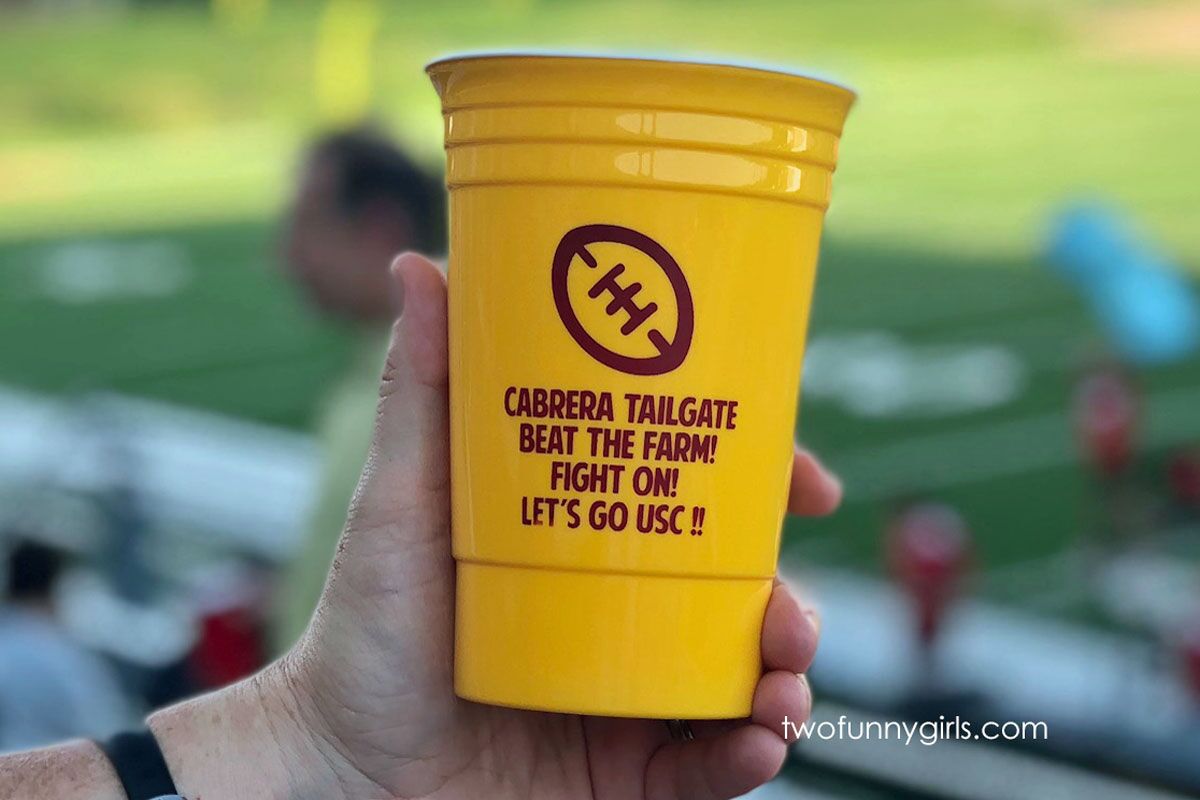 CABRERA TAILGATE
BEAT THE FARM!
FIGHT ON!
LET'S GO USC !!
twofunnygirls.com